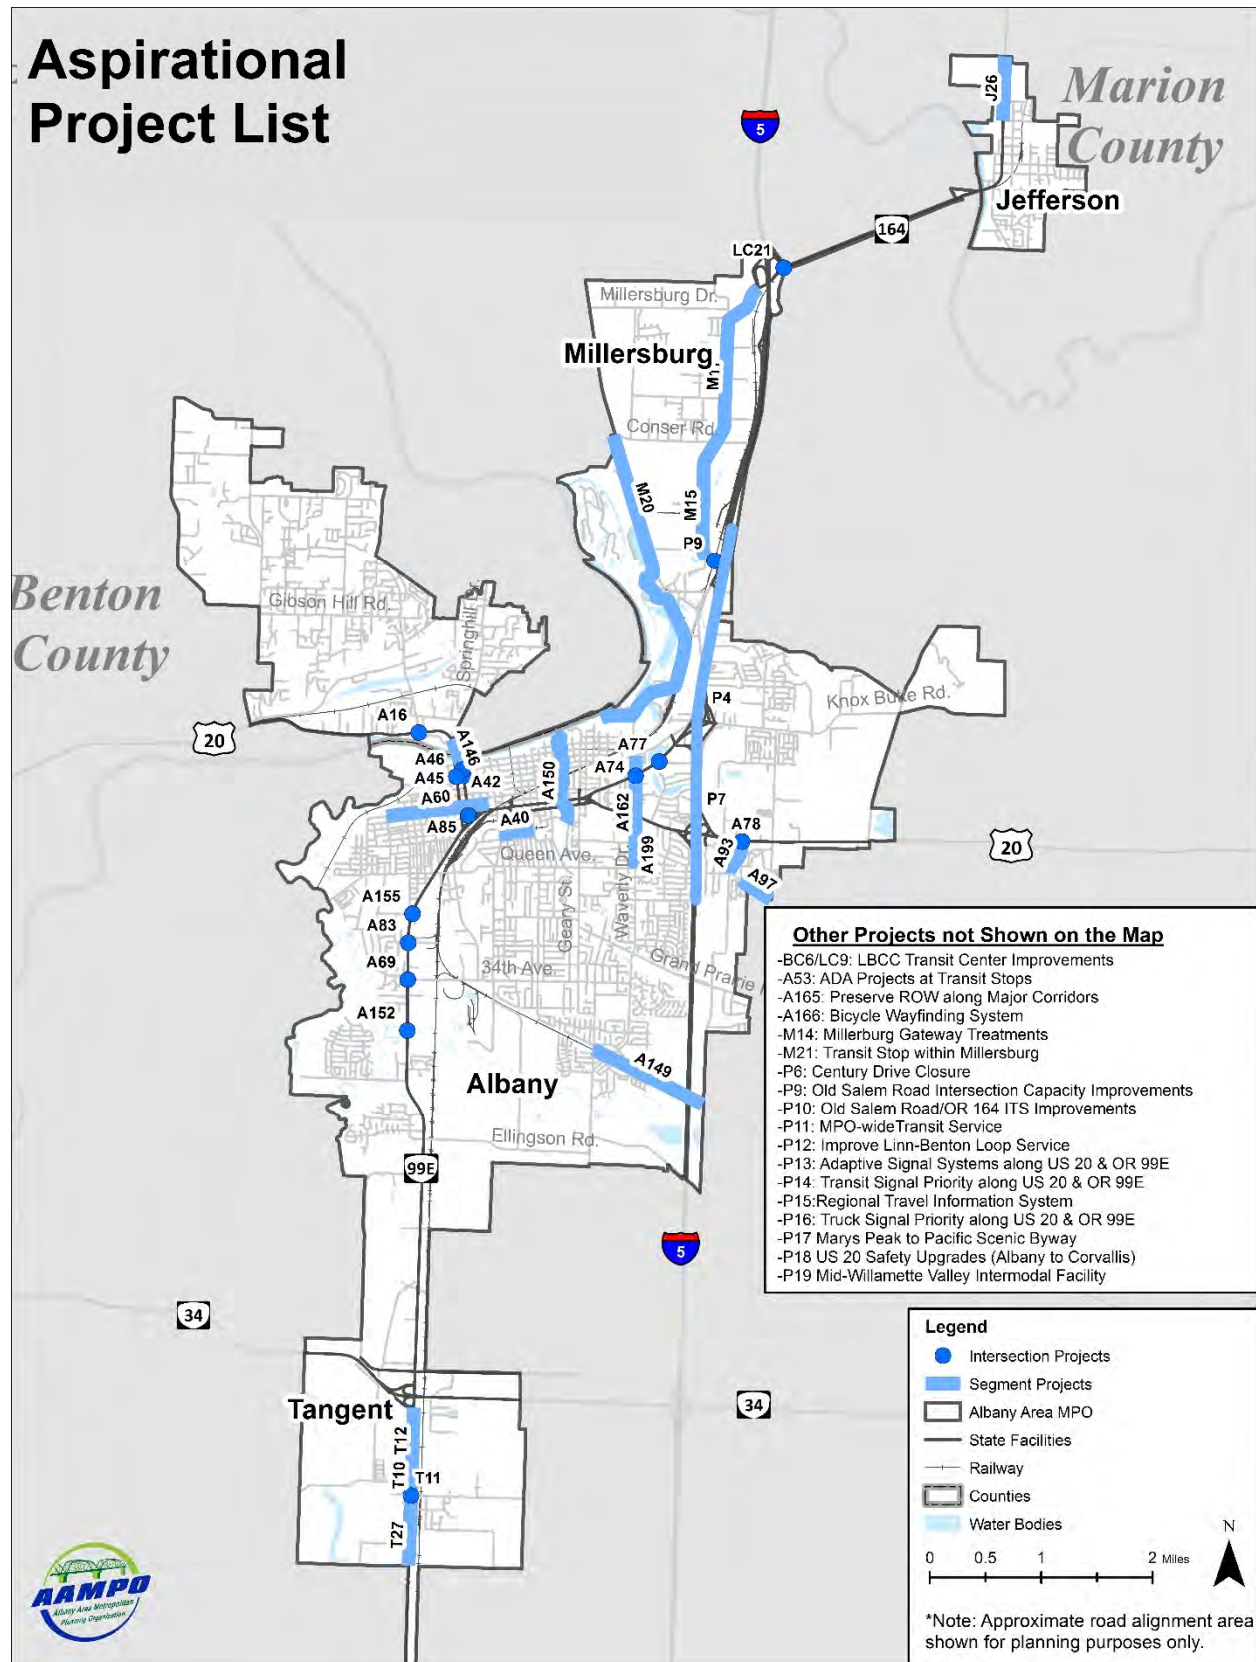 Aspirational
Project List
Marion
County
5
J26
Jefferson
164
LC21
Millersburg Dr.
Millersburg
Conser Rd.
M20
M15
P9
Benton
County
Gibson Hill Rd.
Springhill
Knox Butte Rd.
P4
20
A16
A146
A46
A45
A42
A77
A74
A150
A60
A85
A40
A162
P7
A78
A93
A97
20
Queen Ave.
A199
Geary St.
Waverly Dr.
A155
A83
A69
34th Ave.
Grand Prairie
A152
A149
Albany
Ellingson Rd.
99E
5
34
34
Tangent
T12
T10
T11
T27
Other Projects not Shown on the Map
-BC6/LC9: LBCC Transit Center Improvements
-A53: ADA Projects at Transit Stops
-A165: Preserve ROW along Major Corridors
-A166: Bicycle Wayfinding System
-M14: Millerburg Gateway Treatments
-M21: Transit Stop within Millersburg
-P6: Century Drive Closure
-P9: Old Salem Road Intersection Capacity Improvements
-P10: Old Salem Road/OR 164 ITS Improvements
-P11: MPO-wideTransit Service
-P12: Improve Linn-Benton Loop Service
-P13: Adaptive Signal Systems along US 20 & OR 99E
-P14: Transit Signal Priority along US 20 & OR 99E
-P15:Regional Travel Information System
-P16: Truck Signal Priority along US 20 & OR 99E
-P17 Marys Peak to Pacific Scenic Byway
-P18 US 20 Safety Upgrades (Albany to Corvallis)
-P19 Mid-Willamette Valley Intermodal Facility
Legend
Intersection Projects
Segment Projects
Albany Area MPO
State Facilities
Railway
Counties
Water Bodies
N
0 0.5 1 2 Miles
*Note: Approximate road alignment area
shown for planning purposes only.
AAMPO
Albany Area Metropolitan
Planning Organization